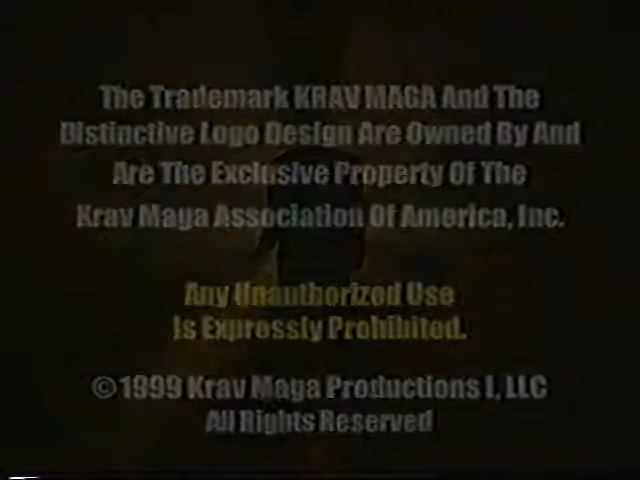 The Trademark KRAV MAGA And The
Distinctive Logo Design Are Owned By And
Are The Exclusive Property Of The
Krav Maga Association Of America, Inc.
Any Unauthorized Use
Is Expressly Prohibited.
©1999 Krav Maga Productions I, LLC
All Rights Reserved